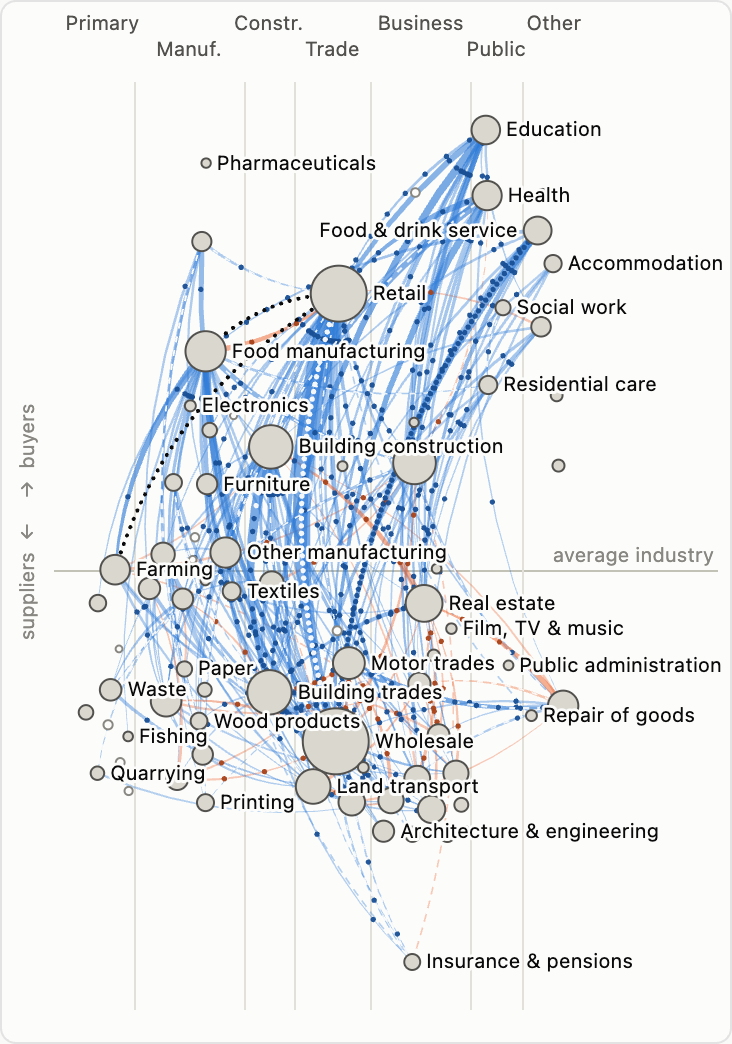 Primary
Constr.
Business
Other
Manuf.
Trade
Public
Education
Pharmaceuticals
Health
Food & drink service
Accommodation
Retail
Social work
Food manufacturing
Residential care
Electronics
Building construction
Furniture
buyers
suppliers
average industry
Other manufacturing
Farming
Textiles
Real estate
Film, TV & music
Motor trades
Public administration
Paper
Waste
Building trades
Repair of goods
Wood products
Fishing
Wholesale
Quarrying
Land transport
Printing
Architecture & engineering
Insurance & pensions